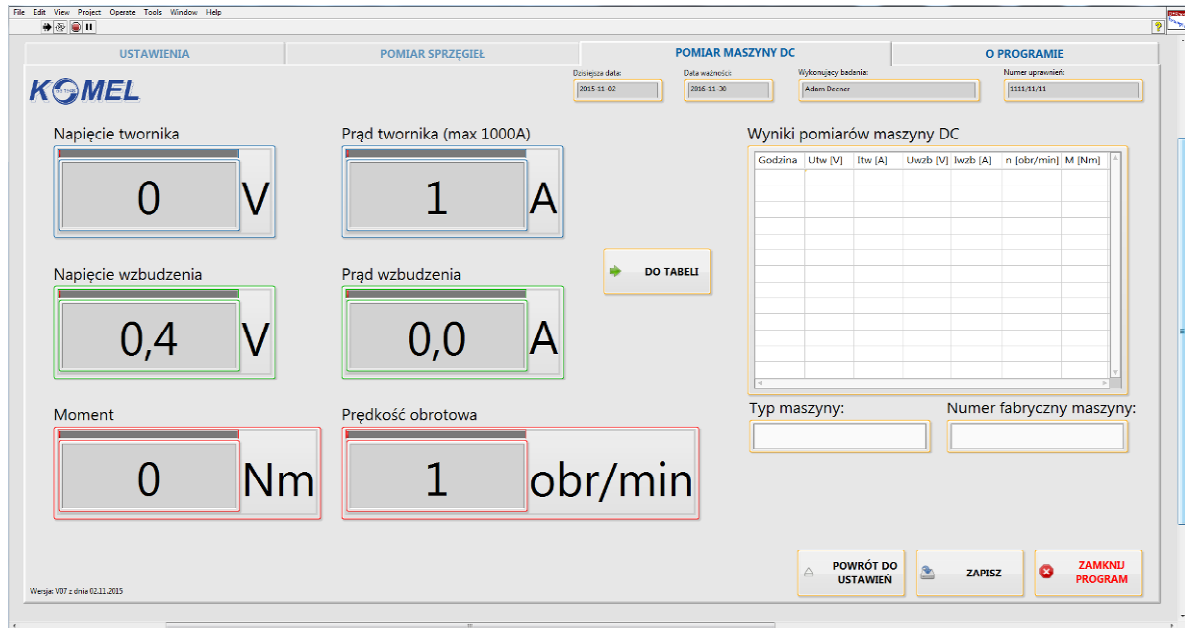 File Edit View Project Operate Tools Window Help
USTAWIENIA POMIAR SPRZĘGIEŁ POMIAR MASZYNY DC O PROGRAMIE
KOMEL
Dzisiejsza data: Data ważności: Wykonujący badania: Numer uprawnień:
2015-11-02 2016-11-30 Adam Decner 1111/11/11
Napięcie twornika Prąd twornika (max 1000A) Wyniki pomiarów maszyny DC
Godzina Utw [V] Itw [A] Uwzb [V] Iwzb [A] n [obr/min] M [Nm]
0 V 1 A
DO TABELI
Napięcie wzbudzenia Prąd wzbudzenia
0,4 V 0,0 A
Moment Prędkość obrotowa Typ maszyny: Numer fabryczny maszyny:
0 Nm 1 obr/min
POWRÓT DO
USTAWIEŃ
ZAPISZ
ZAMKNIJ
PROGRAM
Wersja: V07 z dnia 02.11.2015